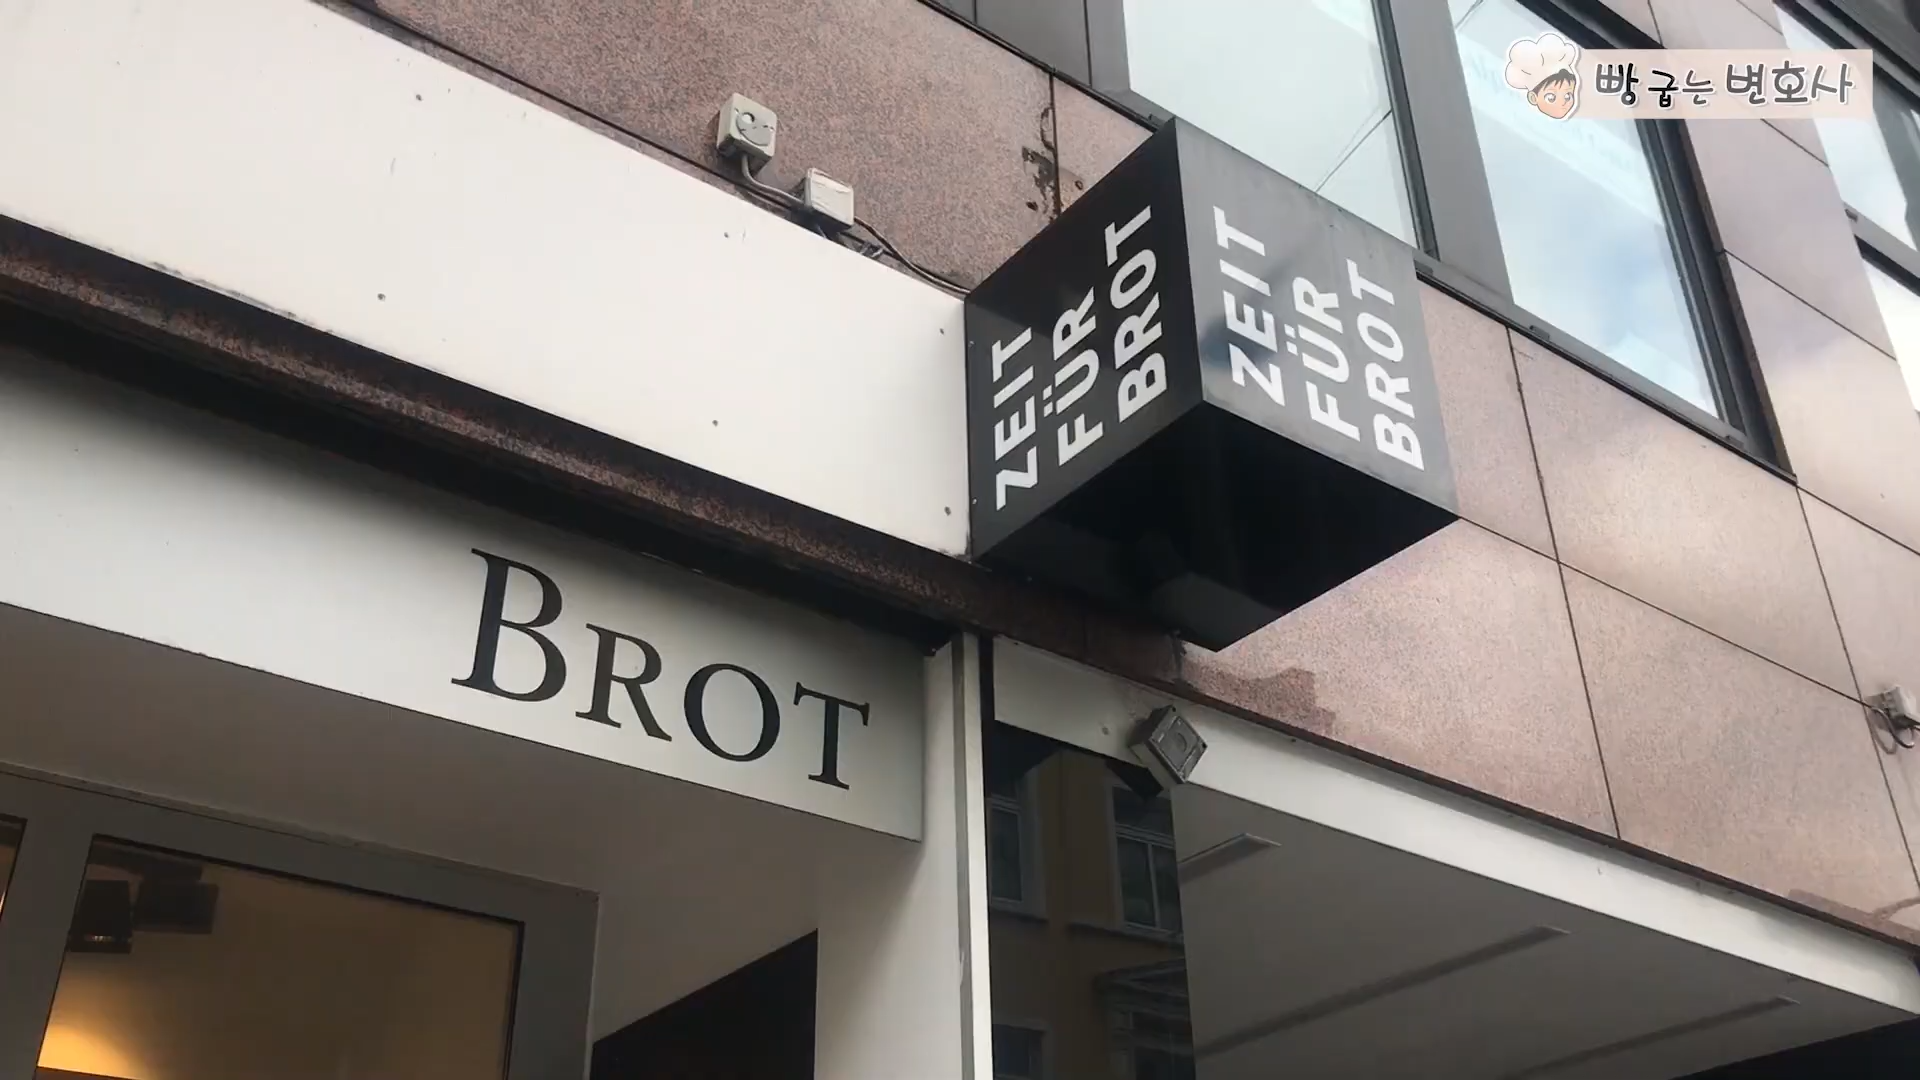 빵 굽는 변호사
ZEIT
FÜR
BROT
ZEIT
FÜR
BROT
BROT